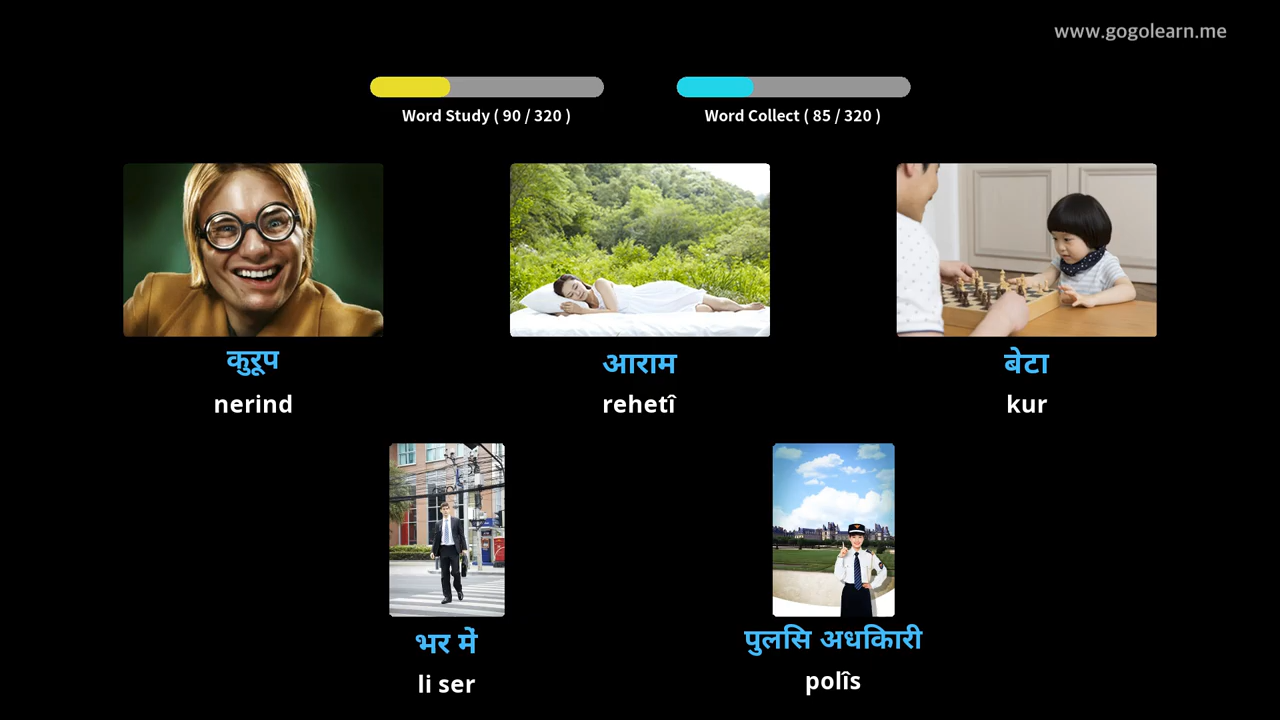 www.gogolearn.me
Word Study ( 90 / 320 )
Word Collect ( 85 / 320 )
कुरूप
nerind
आराम
rehetî
बेटा
kur
भर में
li ser
पुलसि अधकिारी
polîs